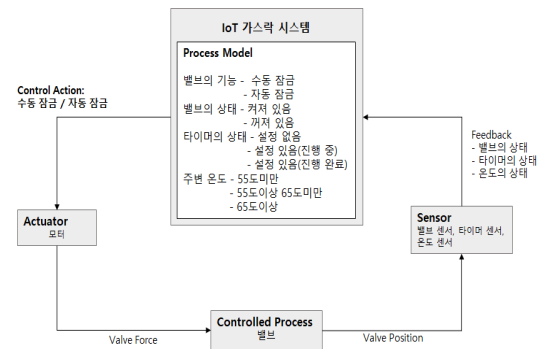 IoT 가스락 시스템
Process Model
밸브의 기능 - 수동 잠금
- 자동 잠금
밸브의 상태 - 켜져 있음
- 꺼져 있음
타이머의 상태 - 설정 없음
- 설정 있음(진행 중)
- 설정 있음(진행 완료)
주변 온도 - 55도미만
- 55도이상 65도미만
- 65도이상
Control Action:
수동 잠금 / 자동 잠금
Feedback
- 밸브의 상태
- 타이머의 상태
- 온도의 상태
Actuator
모터
Sensor
밸브 센서, 타이머 센서,
온도 센서
Controlled Process
밸브
Valve Force
Valve Position